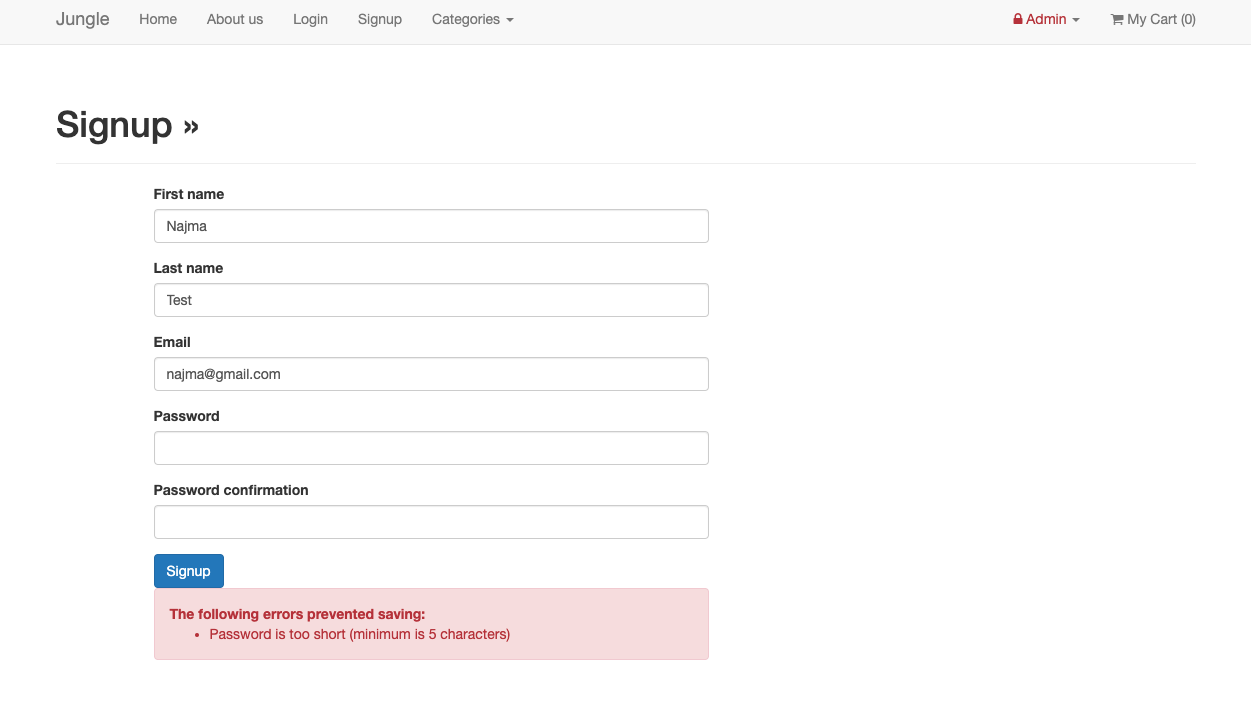 Jungle Home About us Login Signup Categories Admin My Cart (0)
Signup »
First name
Najma
Last name
Test
Email
najma@gmail.com
Password
Password confirmation
Signup
The following errors prevented saving:
• Password is too short (minimum is 5 characters)